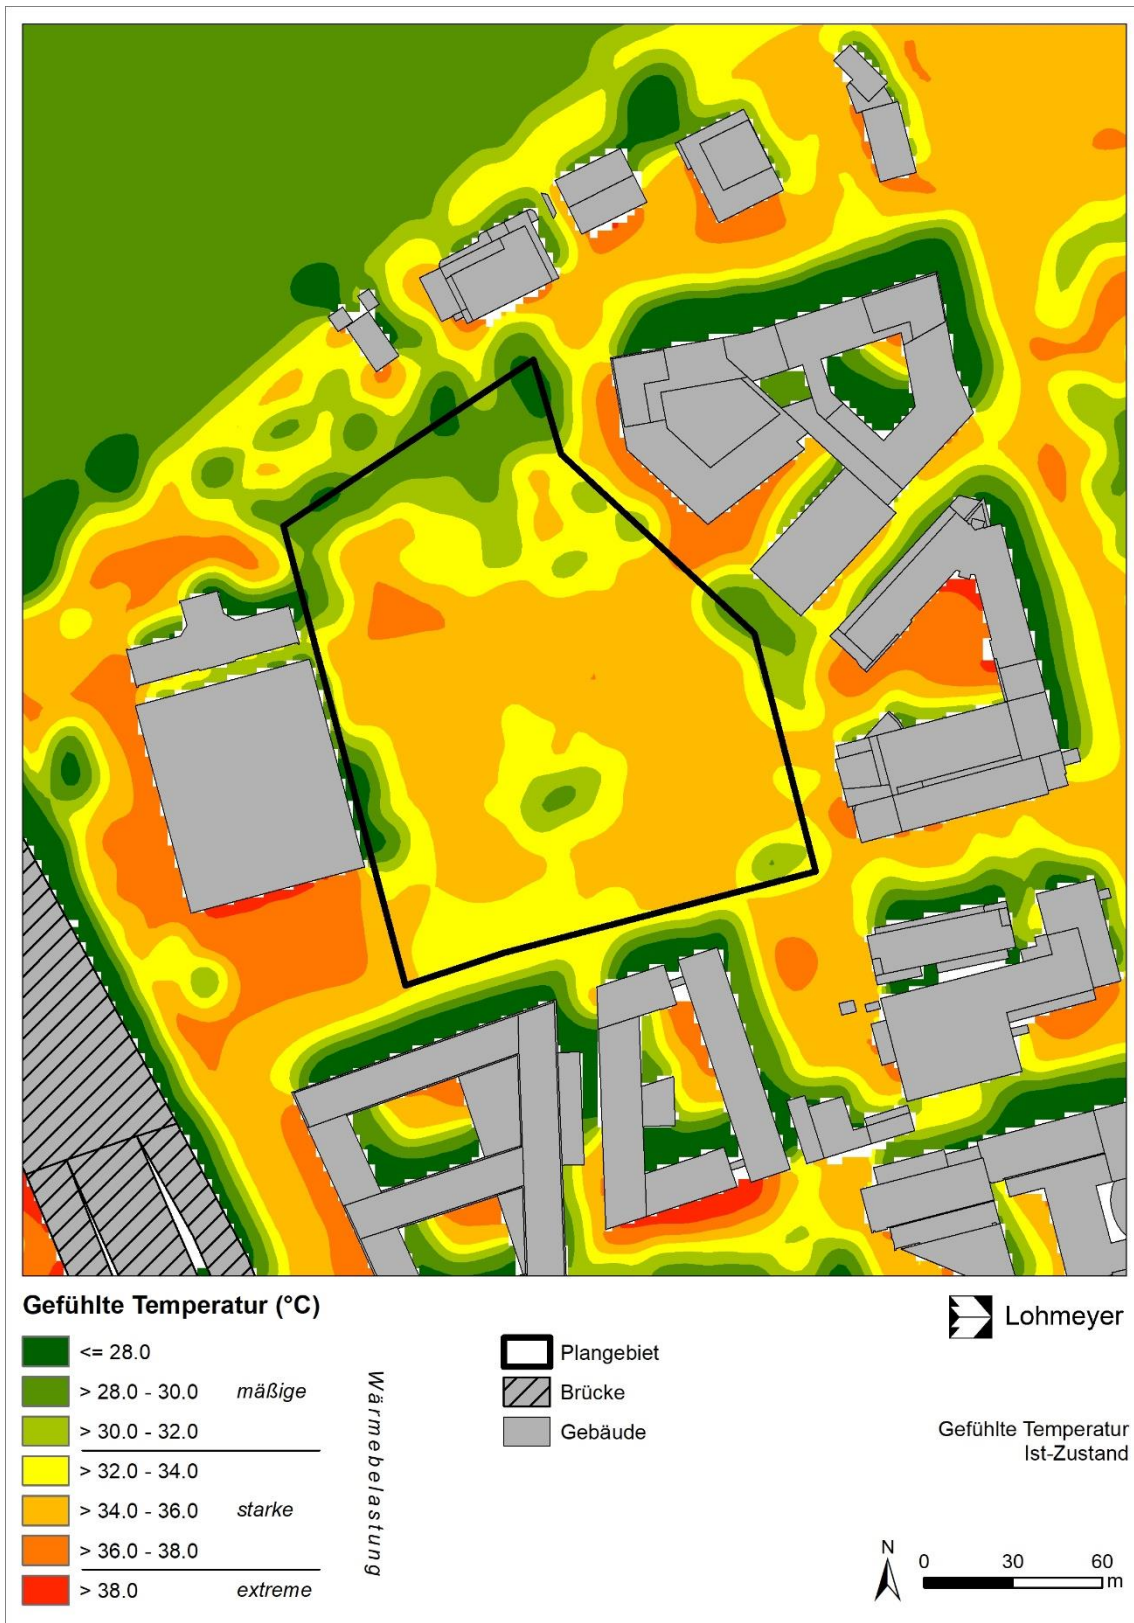 Gefühlte Temperatur (°C)
<= 28.0
> 28.0 - 30.0 mäßige
> 30.0 - 32.0
> 32.0 - 34.0
> 34.0 - 36.0 starke
> 36.0 - 38.0
> 38.0 extreme
Wärmebelastung
Plangebiet
Brücke
Gebäude
Lohmeyer
Gefühlte Temperatur
Ist-Zustand
N
0 30 60
m